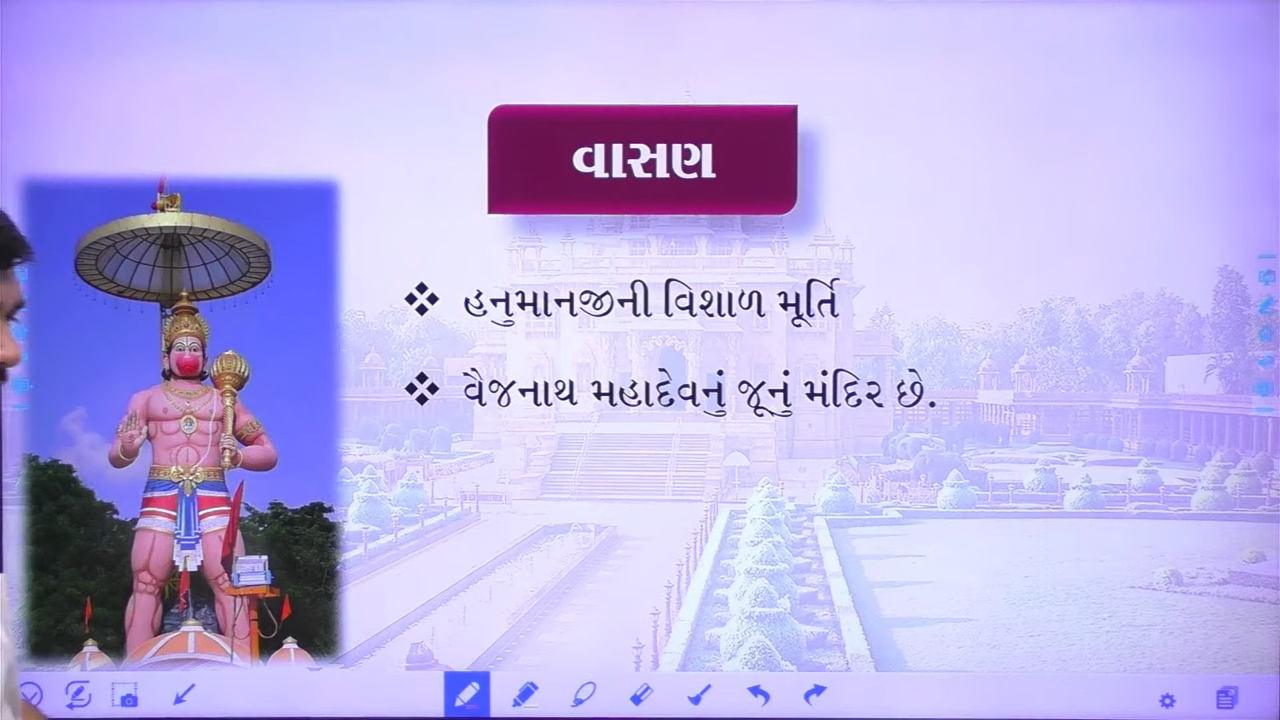 વાસણ
હનુમાનજીની વિશાળ મૂર્તિ
વૈજનાથ મહાદેવનું જૂનું મંદિર છે.